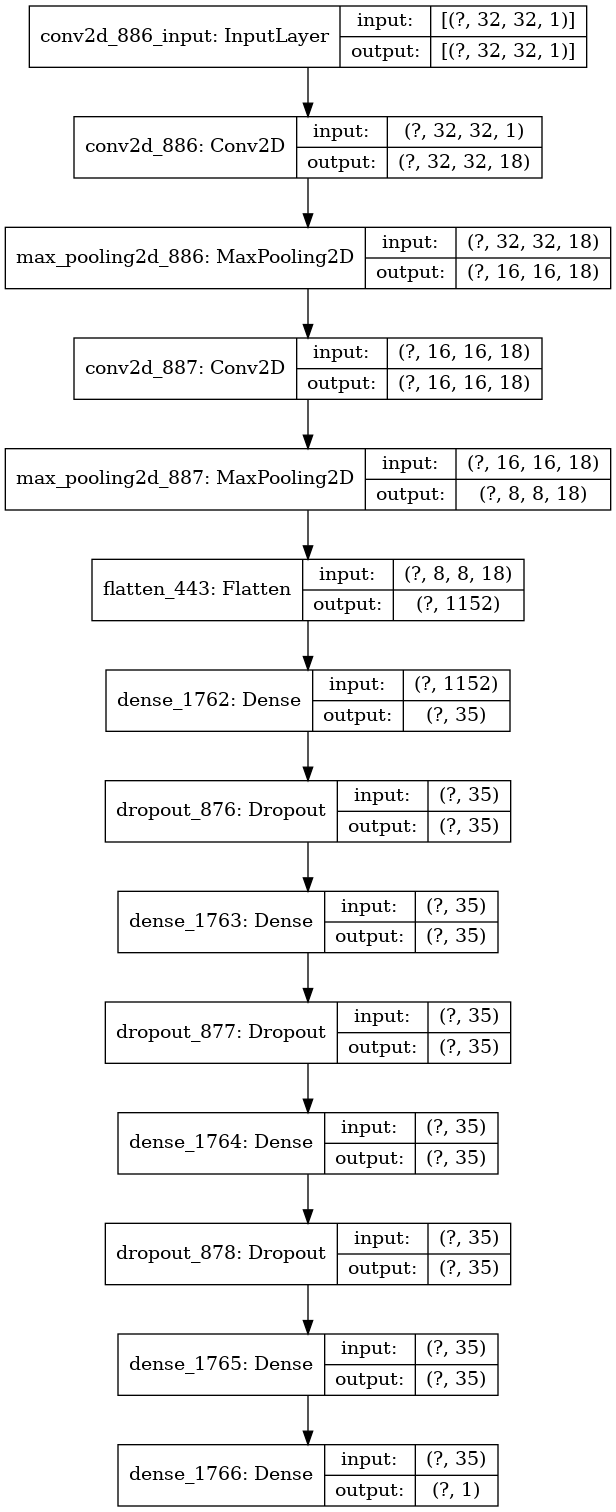 conv2d_886_input: InputLayer
input: [(?, 32, 32, 1)]
output: [(?, 32, 32, 1)]
conv2d_886: Conv2D
input: (?, 32, 32, 1)
output: (?, 32, 32, 18)
max_pooling2d_886: MaxPooling2D
input: (?, 32, 32, 18)
output: (?, 16, 16, 18)
conv2d_887: Conv2D
input: (?, 16, 16, 18)
output: (?, 16, 16, 18)
max_pooling2d_887: MaxPooling2D
input: (?, 16, 16, 18)
output: (?, 8, 8, 18)
flatten_443: Flatten
input: (?, 8, 8, 18)
output: (?, 1152)
dense_1762: Dense
input: (?, 1152)
output: (?, 35)
dropout_876: Dropout
input: (?, 35)
output: (?, 35)
dense_1763: Dense
input: (?, 35)
output: (?, 35)
dropout_877: Dropout
input: (?, 35)
output: (?, 35)
dense_1764: Dense
input: (?, 35)
output: (?, 35)
dropout_878: Dropout
input: (?, 35)
output: (?, 35)
dense_1765: Dense
input: (?, 35)
output: (?, 35)
dense_1766: Dense
input: (?, 35)
output: (?, 1)